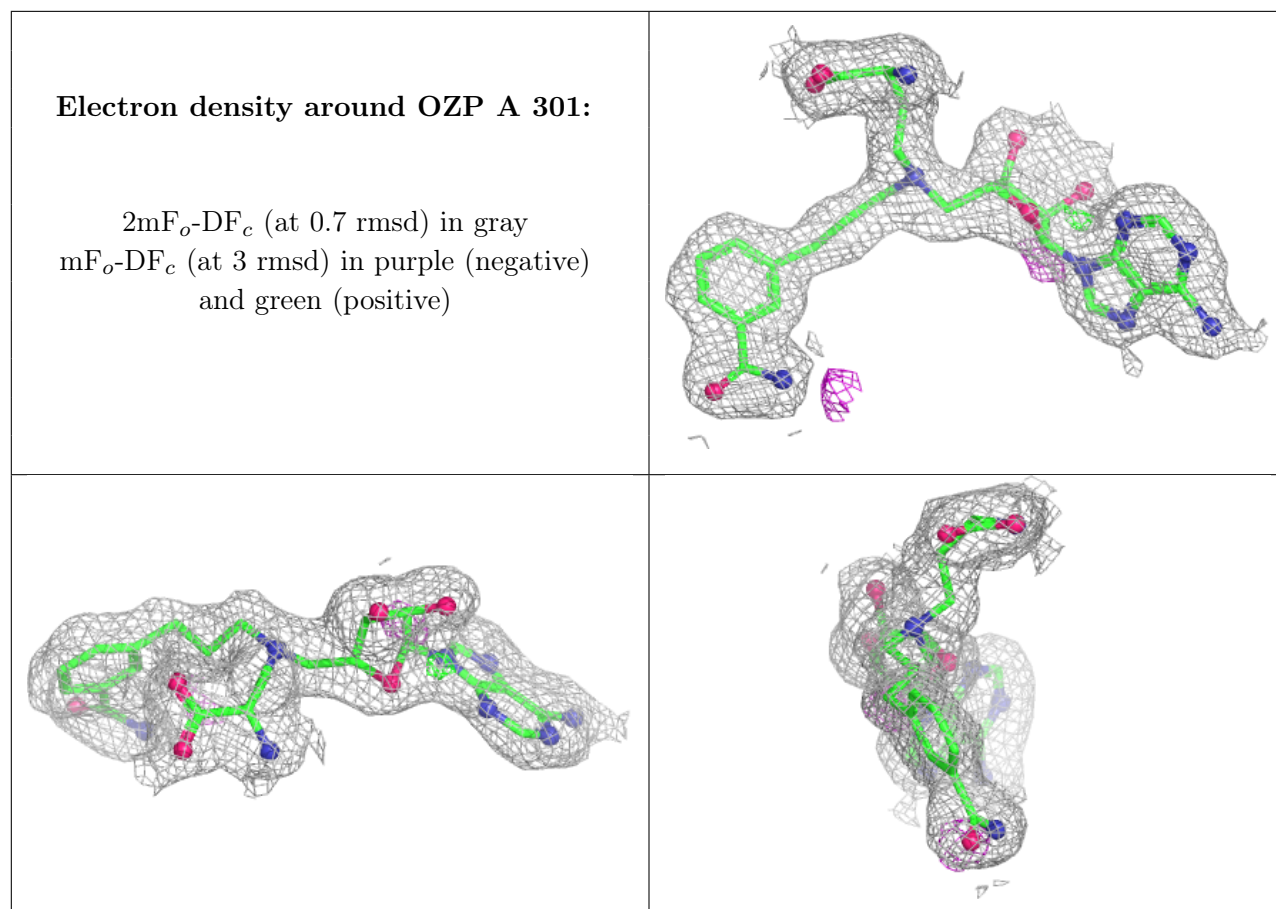 Electron density around OZP A 301:
2mFo-DFc (at 0.7 rmsd) in gray
mFo-DFc (at 3 rmsd) in purple (negative)
and green (positive)